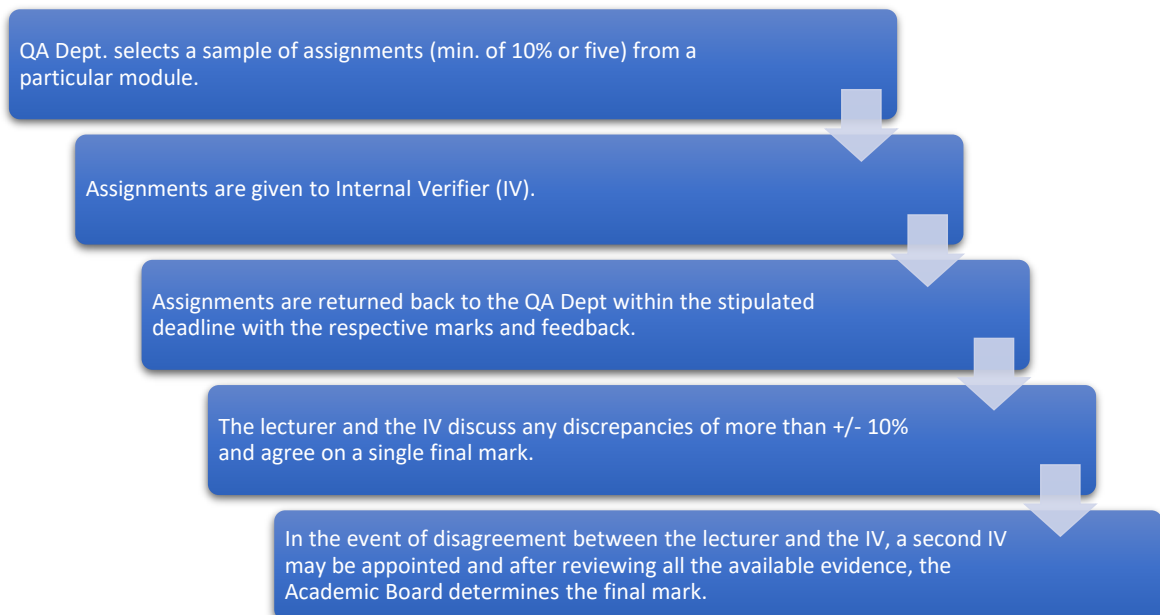 QA Dept. selects a sample of assignments (min. of 10% or five) from a
particular module.
Assignments are given to Internal Verifier (IV).
Assignments are returned back to the QA Dept within the stipulated
deadline with the respective marks and feedback.
The lecturer and the IV discuss any discrepancies of more than +/- 10%
and agree on a single final mark.
In the event of disagreement between the lecturer and the IV, a second IV
may be appointed and after reviewing all the available evidence, the
Academic Board determines the final mark.